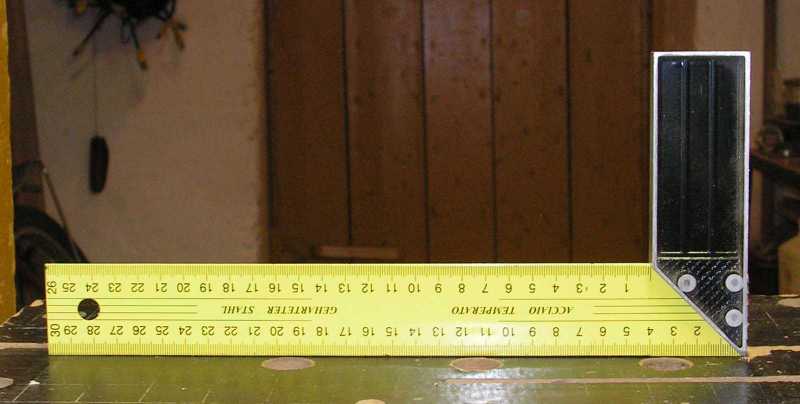 2 3 4 5 6 7 8 9 10 11 12 13 14 15 16 17 18 19 20 21 22 23 24 25 26 27 28 29 30
ACCIAIO TEMPERATO GEHARTETER STAHL
1 2 3 4 5 6 7 8 9 10 11 12 13 14 15 16 17 18 19 20 21 22 23 24 25 26